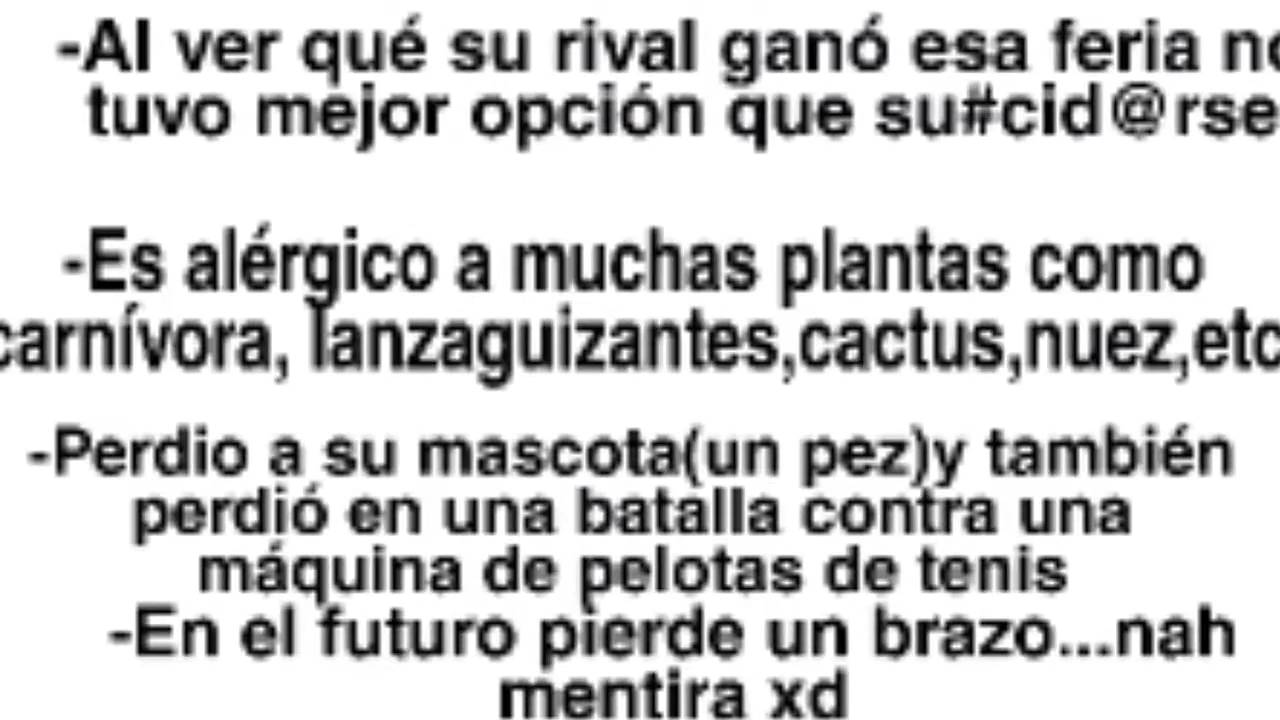 -Al ver qué su rival ganó esa feria no
tuvo mejor opción que su#cid@rse
-Es alérgico a muchas plantas como
carnívora, lanzaguizantes,cactus,nuez,etc
-Perdio a su mascota(un pez)y también
perdió en una batalla contra una
máquina de pelotas de tenis
-En el futuro pierde un brazo...nah
mentira xd